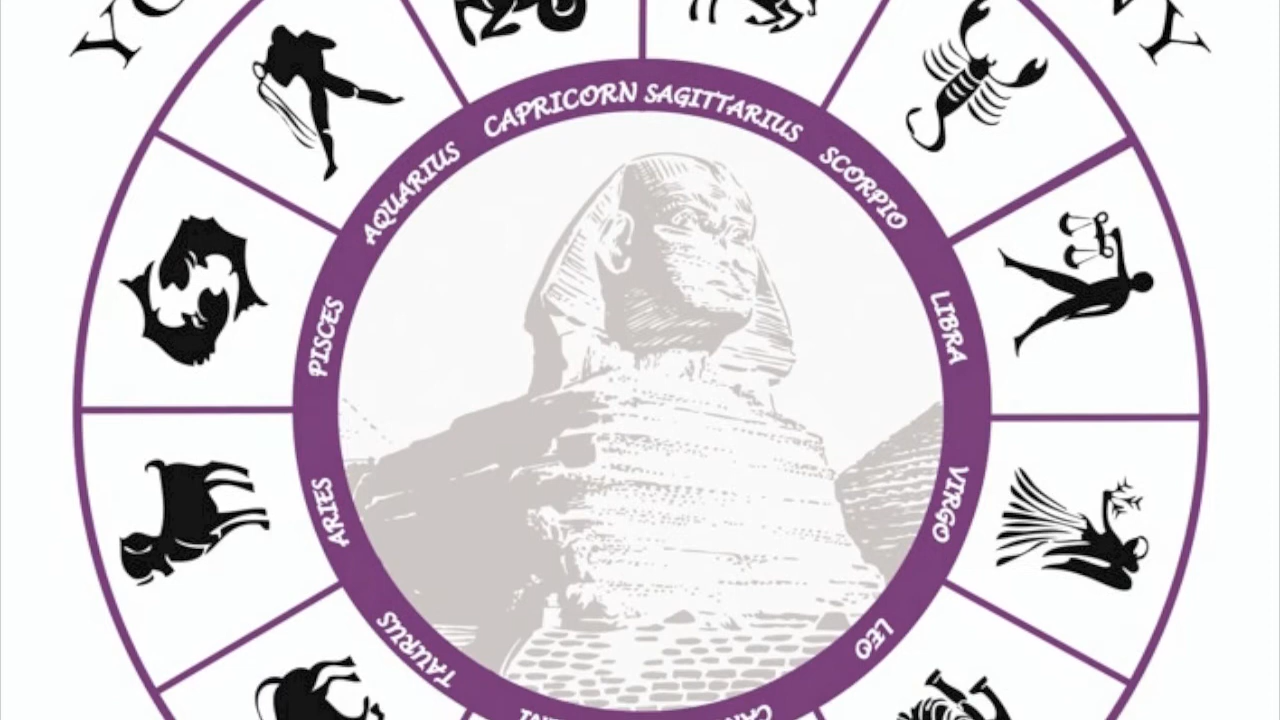 CAPRICORN
SAGITTARIUS
AQUARIUS
SCORPIO
PISCES
LIBRA
ARIES
VIRGO
TAURUS
LEO